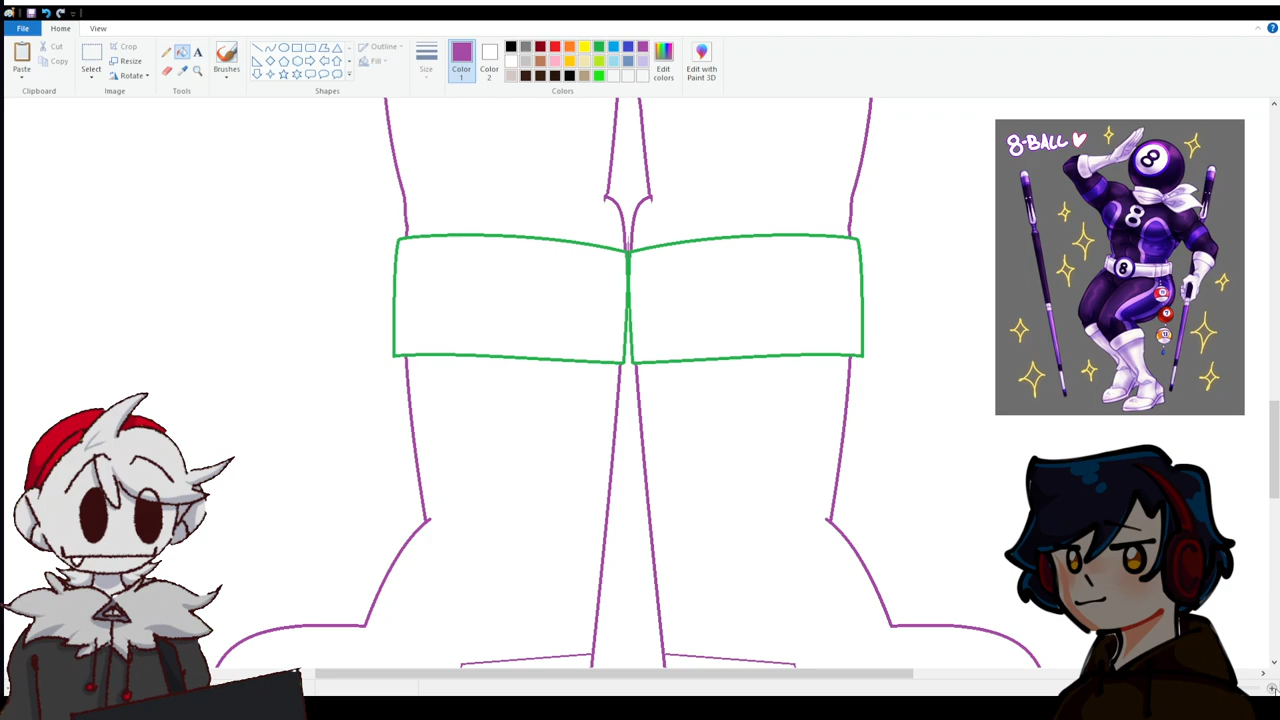 File Home View
Paste
Cut
Copy
Clipboard
Select
Crop
Resize
Rotate
Image
A
Tools
Brushes
Outline
Fill
Shapes
Size
Color
1
Color
2
Edit
colors
Colors
Edit with
Paint 3D
8-BALL
8
8
8